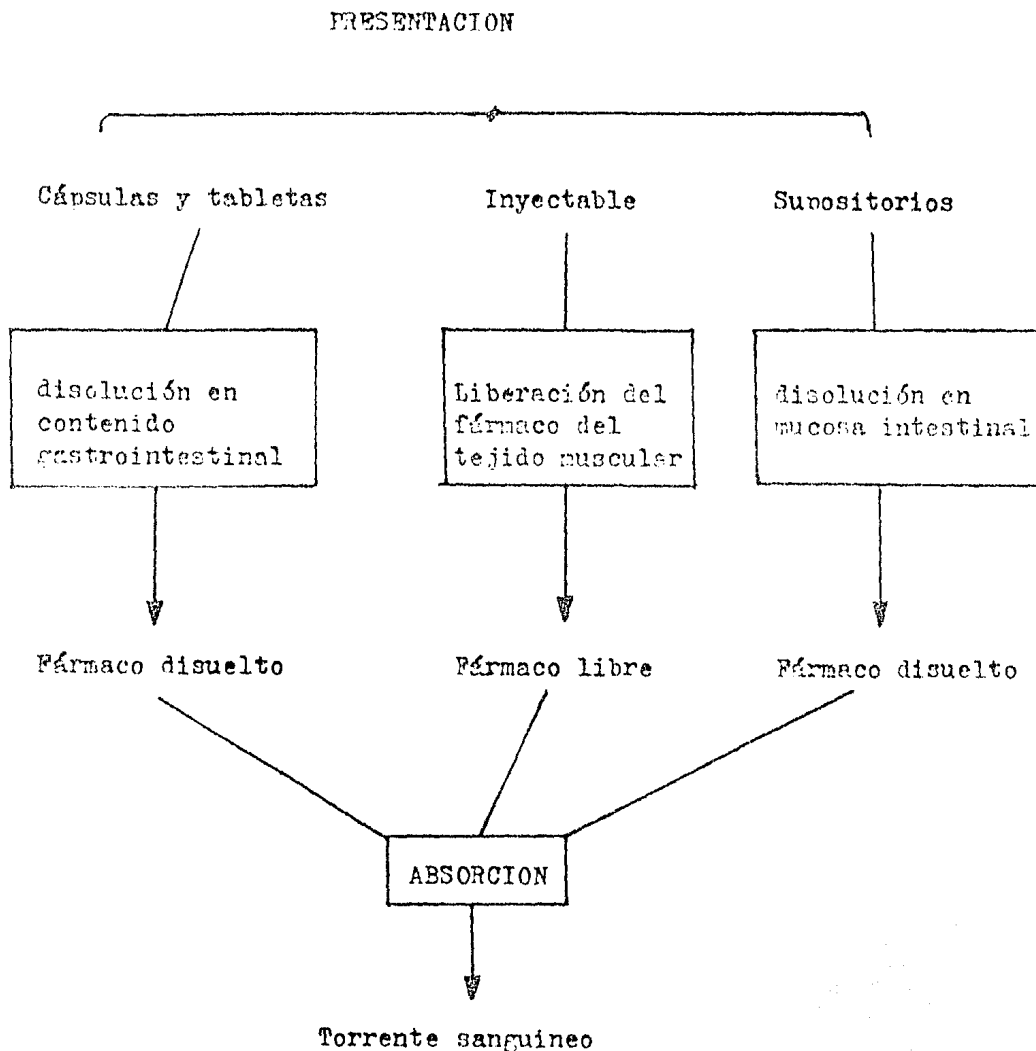 PRESENTACION
Cápsulas y tabletas
Inyectable
Supositorios
disolución en
contenido
gastrointestinal
Liberación del
fármaco del
tejido muscular
disolución en
mucosa intestinal
Fármaco disuelto
Fármaco libre
Fármaco disuelto
ABSORCION
Torrente sanguineo